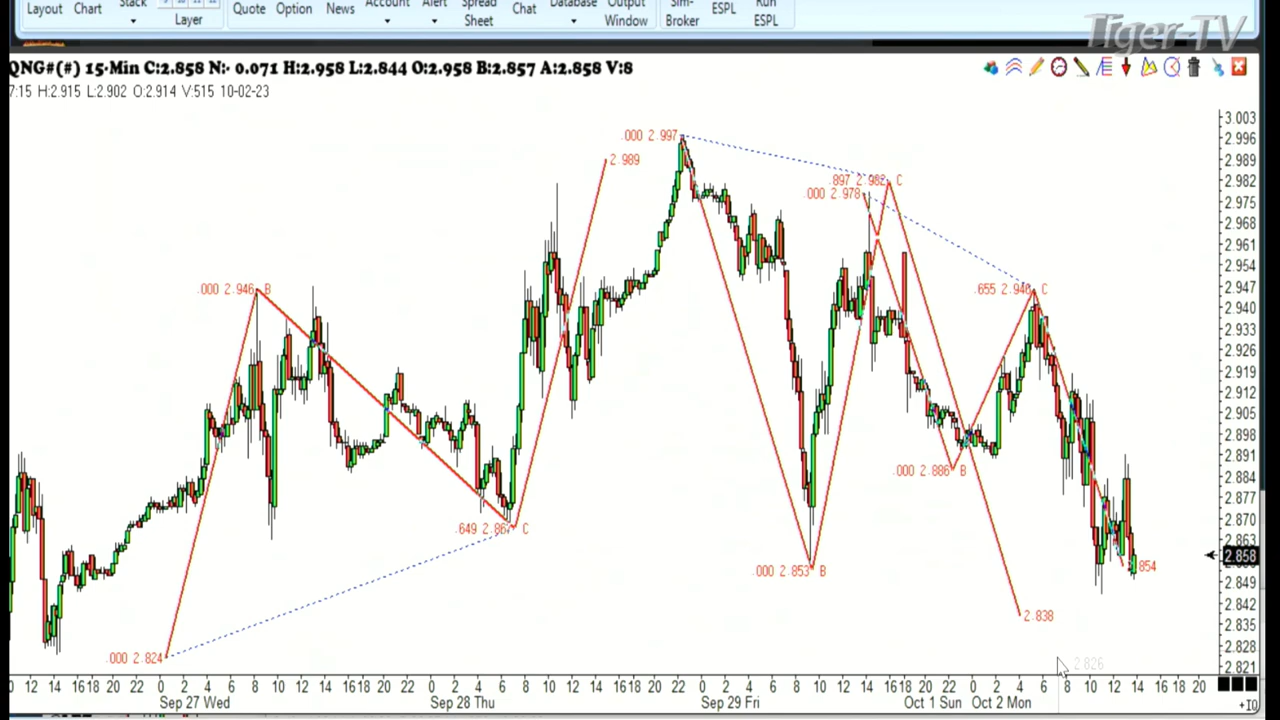 Layout Chart Stack Layer Quote Option News Account Alert Spread Sheet Chat Database Output Window Sim-Broker ESPL Run ESPL
Tiger-TV
QNG#(#) 15-Min C:2.858 N:- 0.071 H:2.958 L:2.844 O:2.958 B:2.857 A:2.858 V:8
7:15 H:2.915 L:2.902 O:2.914 V:515 10-02-23
3.003
.000 2.997
2.996
2.989
2.989
.897 2.982 C
2.982
.000 2.978
2.975
2.968
2.961
2.954
.000 2.946 B
.655 2.946 C
2.947
2.940
2.933
2.926
2.919
2.912
2.905
2.898
2.891
.000 2.886 B
2.884
2.877
2.870
.649 2.867 C
2.863
2.858
.000 2.853 B
854
2.849
2.842
2.838
2.835
2.828
.000 2.824
2.826
2.821
0 12 14 1618 20 22 0 2 4 6 8 10 12 14 1618 20 22 0 2 4 6 8 10 12 14 1618 20 22 0 2 4 6 8 10 12 14 1618 20 22 0 2 4 6 8 10 12 14 16 18 20
Sep 27 Wed Sep 28 Thu Sep 29 Fri Oct 1 Sun Oct 2 Mon
+10